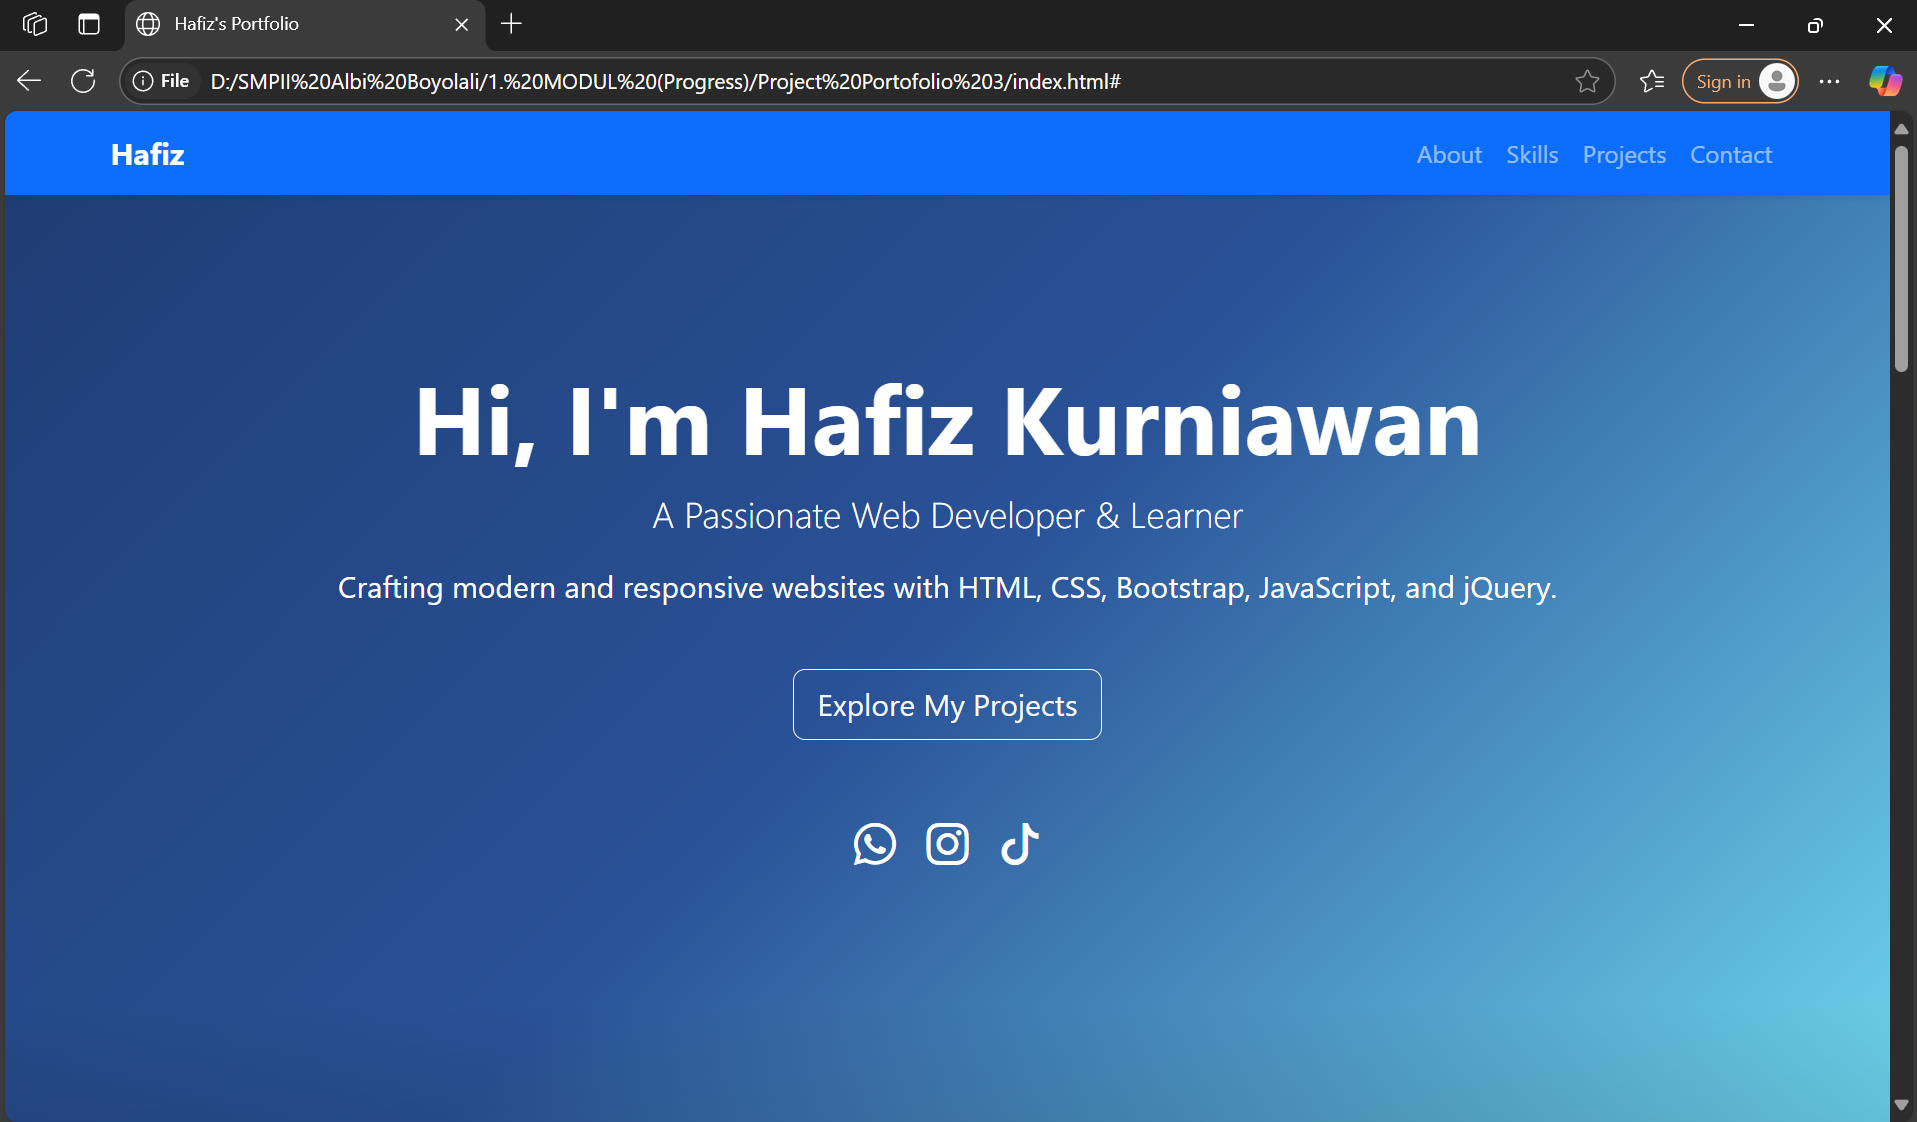 Hafiz's Portfolio
File D:/SMPII%20Albi%20Boyolali/1.%20MODUL%20(Progress)/Project%20Portofolio%203/index.html# Sign in
Hafiz About Skills Projects Contact
Hi, I'm Hafiz Kurniawan
A Passionate Web Developer & Learner
Crafting modern and responsive websites with HTML, CSS, Bootstrap, JavaScript, and jQuery.
Explore My Projects